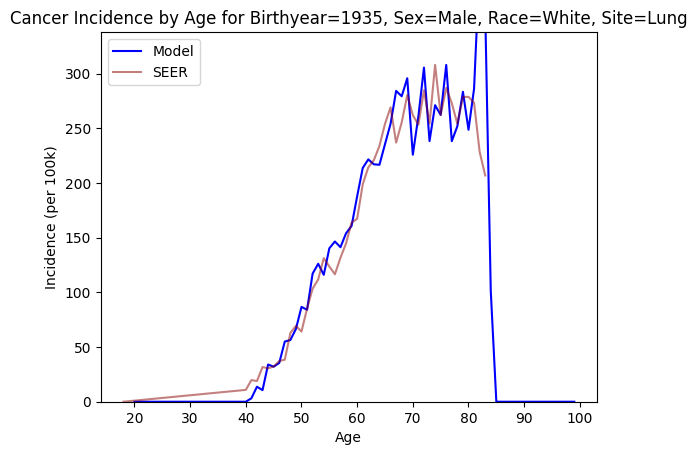 Cancer Incidence by Age for Birthyear=1935, Sex=Male, Race=White, Site=Lung
Model
SEER
Incidence (per 100k)
300
250
200
150
100
50
0
20 30 40 50 60 70 80 90 100
Age